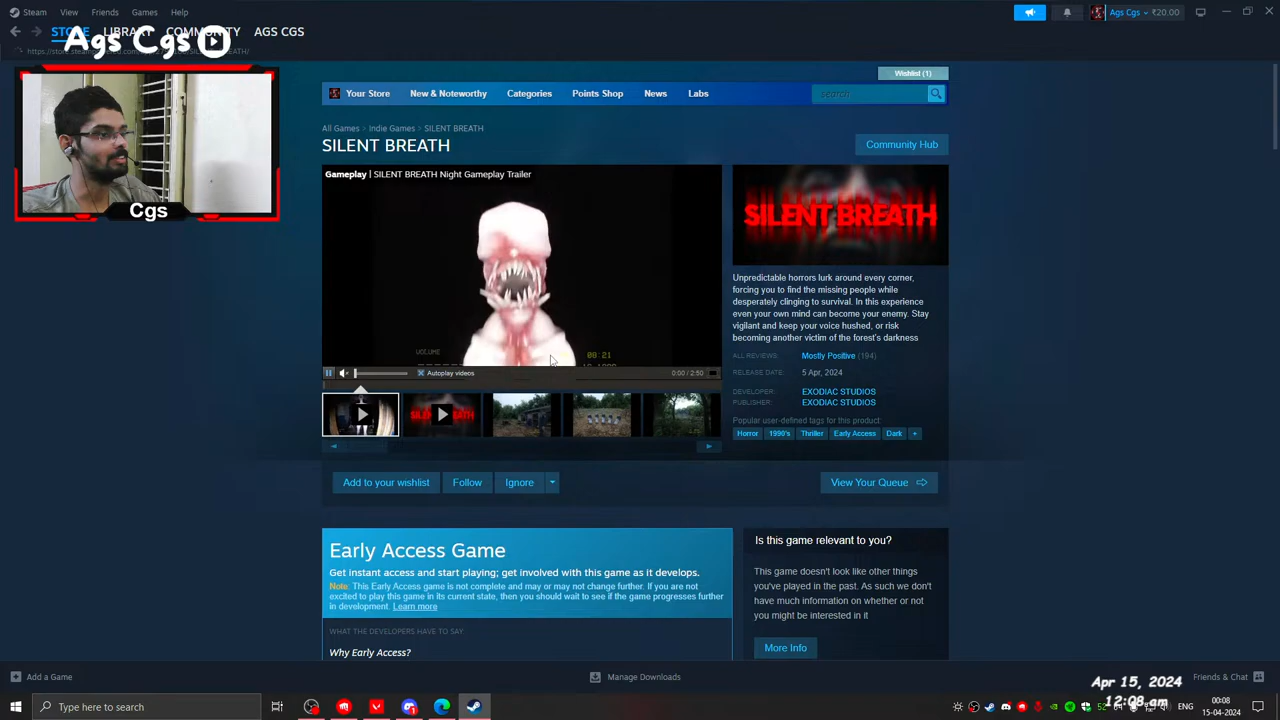 Steam View Friends Games Help
Ags Cgs ₹20.00
STORE LIBRARY COMMUNITY AGS CGS
Ags Cgs
Wishlist (1)
Your Store New & Noteworthy Categories Points Shop News Labs search
All Games > Indie Games > SILENT BREATH
SILENT BREATH
Community Hub
Gameplay | SILENT BREATH Night Gameplay Trailer
SILENT BREATH
Cgs
Unpredictable horrors lurk around every corner,
forcing you to find the missing people while
desperately clinging to survival. In this experience
even your own mind can become your enemy. Stay
vigilant and keep your voice hushed, or risk
becoming another victim of the forest's darkness
VOLUME 00:21
Autoplay videos 0:00 / 2:50
ALL REVIEWS: Mostly Positive (194)
RELEASE DATE: 5 Apr, 2024
DEVELOPER: EXODIAC STUDIOS
PUBLISHER: EXODIAC STUDIOS
Popular user-defined tags for this product:
Horror 1990's Thriller Early Access Dark +
SILENT BREATH
Add to your wishlist Follow Ignore View Your Queue
Early Access Game
Get instant access and start playing; get involved with this game as it develops.
Note: This Early Access game is not complete and may or may not change further. If you are not
excited to play this game in its current state, then you should wait to see if the game progresses further
in development. Learn more
WHAT THE DEVELOPERS HAVE TO SAY:
Why Early Access?
Is this game relevant to you?
This game doesn't look like other things
you've played in the past. As such we don't
have much information on whether or not
you might be interested in it
More Info
Add a Game Manage Downloads Friends & Chat
Apr 15, 2024
12:08 am
Type here to search
ENG 00:08
15-04-2024